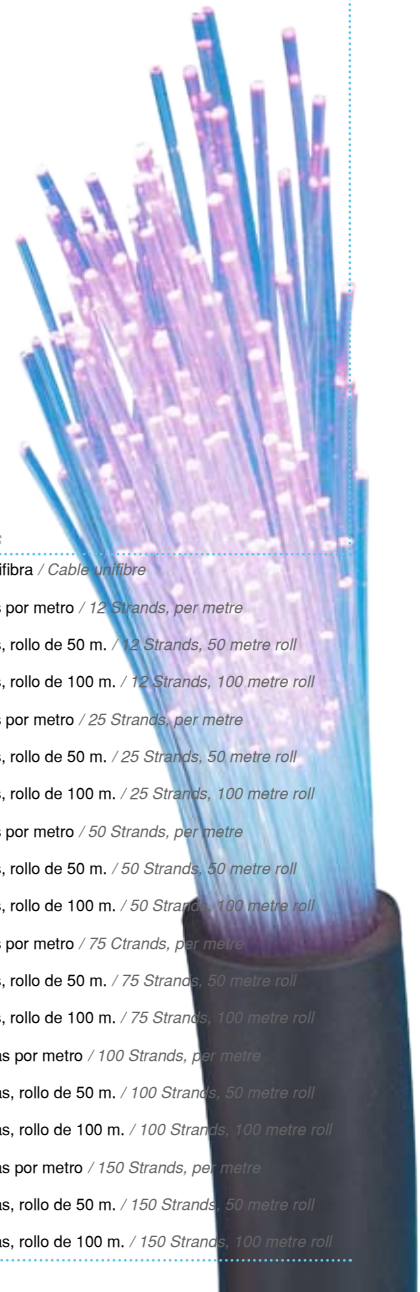 / Cable unifibre
por metro / 12 Strands, per metre
rollo de 50 m. / 12 Strands, 50 metre roll
rollo de 100 m. / 12 Strands, 100 metre roll
por metro / 25 Strands, per metre
rollo de 50 m. / 25 Strands, 50 metre roll
rollo de 100 m. / 25 Strands, 100 metre roll
por metro / 50 Strands, per metre
rollo de 50 m. / 50 Strands, 50 metre roll
rollo de 100 m. / 50 Strands, 100 metre roll
por metro / 75 Ctrands, per metre
rollo de 50 m. / 75 Strands, 50 metre roll
rollo de 100 m. / 75 Strands, 100 metre roll
por metro / 100 Strands, per metre
rollo de 50 m. / 100 Strands, 50 metre roll
rollo de 100 m. / 100 Strands, 100 metre roll
por metro / 150 Strands, per metre
rollo de 50 m. / 150 Strands, 50 metre roll
rollo de 100 m. / 150 Strands, 100 metre roll